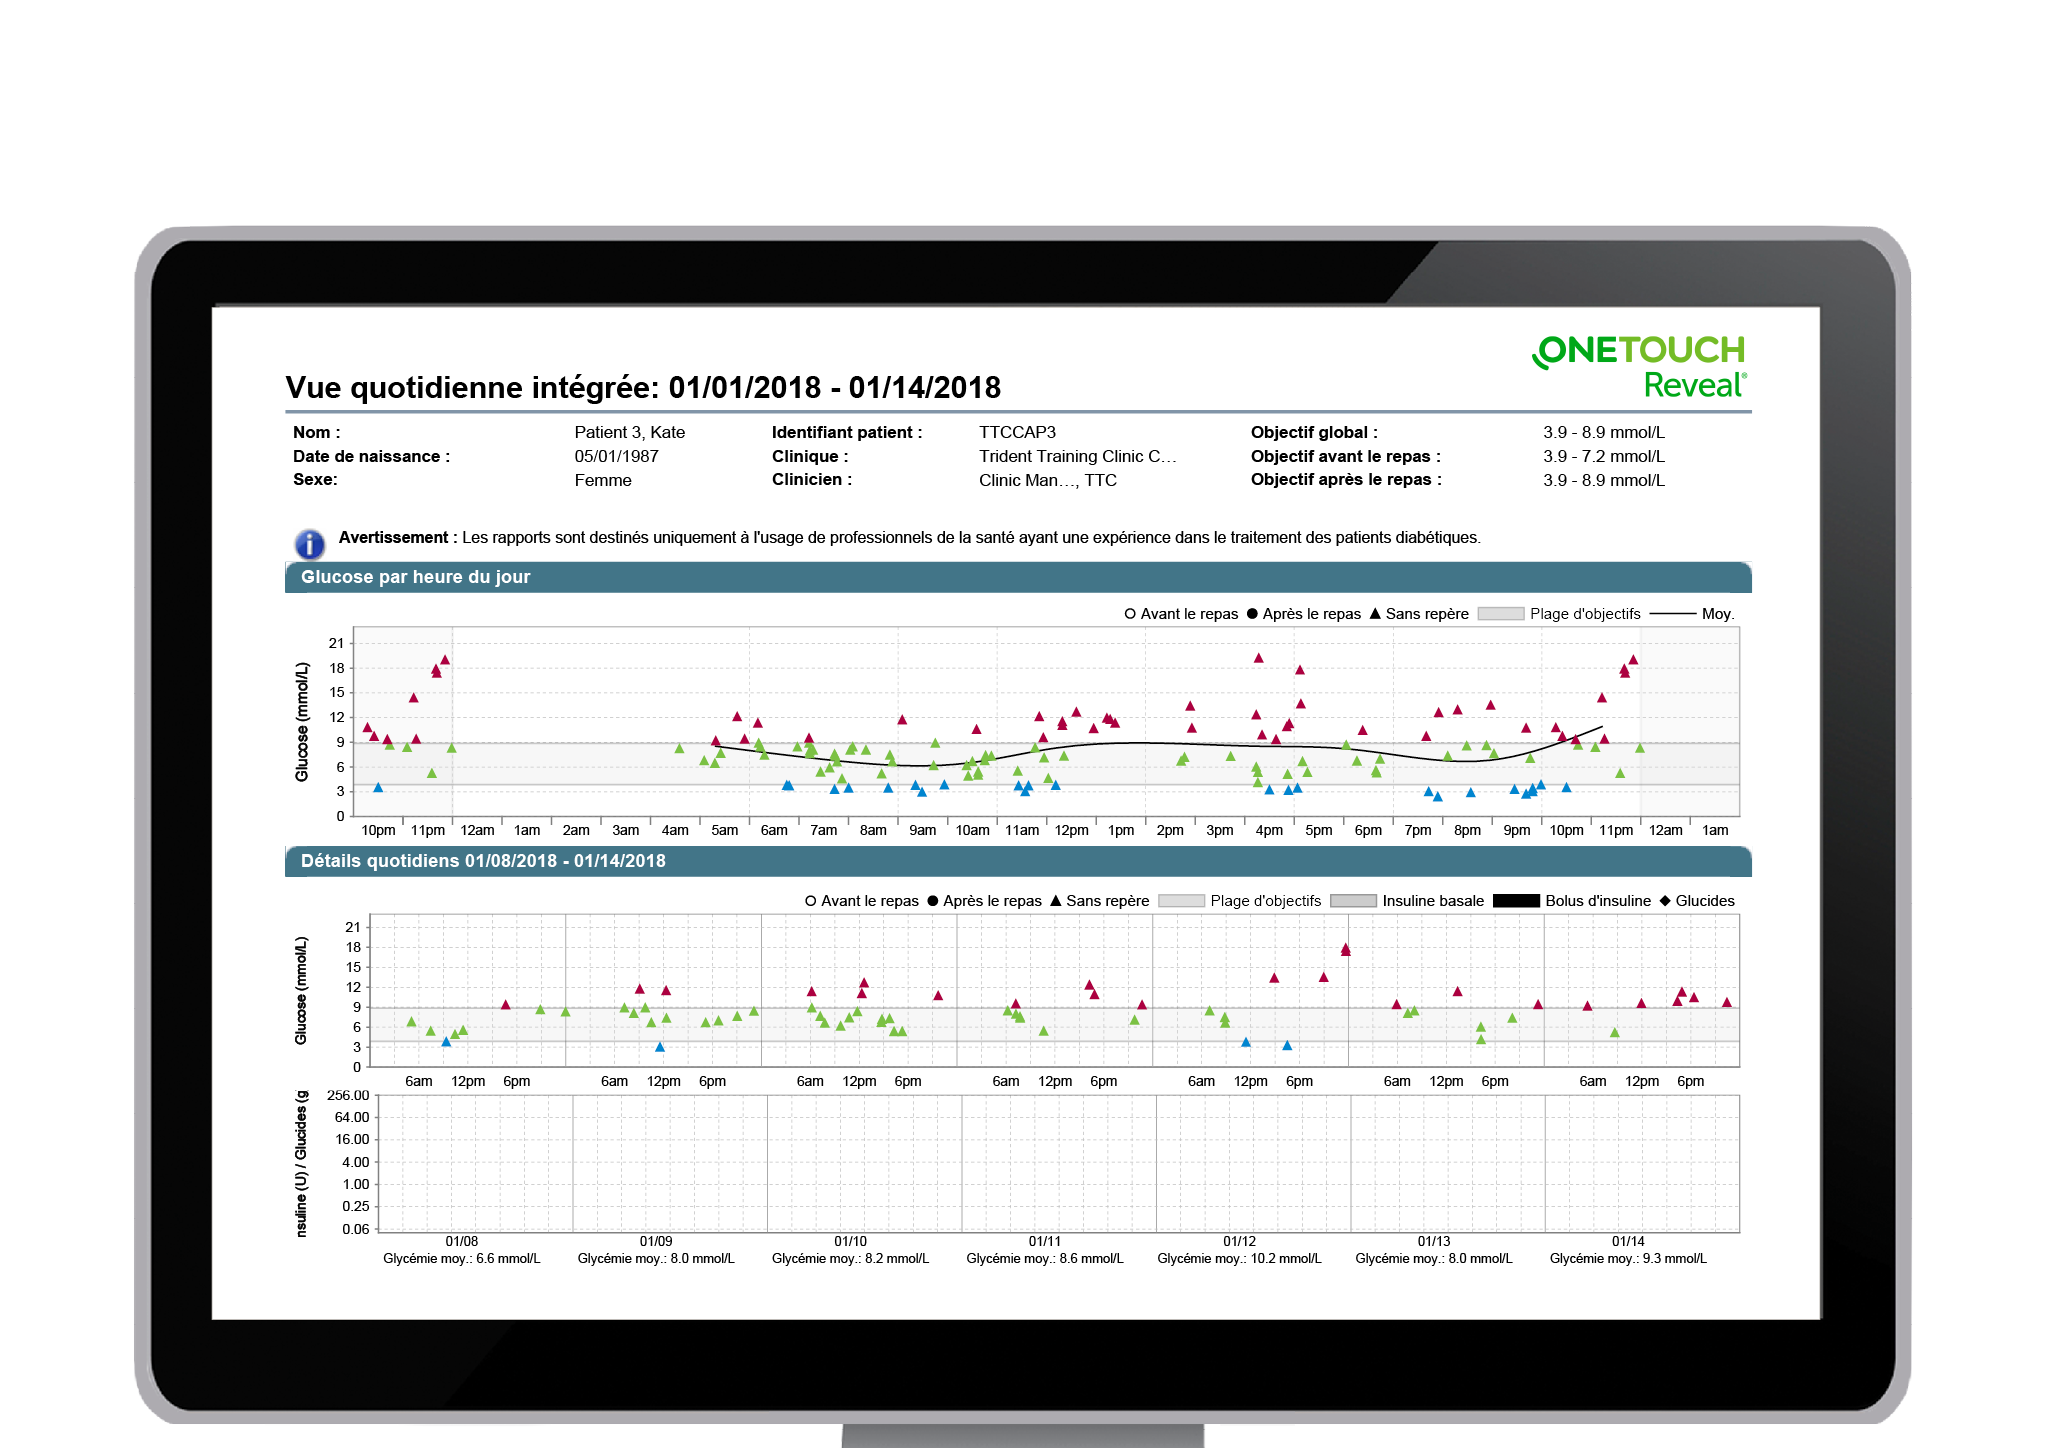 ONETOUCH
Reveal®
Vue quotidienne intégrée: 01/01/2018 - 01/14/2018
Nom : Patient 3, Kate Identifiant patient : TTCCAP3 Objectif global : 3.9 - 8.9 mmol/L
Date de naissance : 05/01/1987 Clinique : Trident Training Clinic C... Objectif avant le repas : 3.9 - 7.2 mmol/L
Sexe: Femme Clinicien : Clinic Man..., TTC Objectif après le repas : 3.9 - 8.9 mmol/L
i Avertissement : Les rapports sont destinés uniquement à l'usage de professionnels de la santé ayant une expérience dans le traitement des patients diabétiques.
Glucose par heure du jour
Avant le repas Après le repas Sans repère Plage d'objectifs Moy.
Glucose (mmol/L)
21
18
15
12
9
6
3
0
10pm 11pm 12am 1am 2am 3am 4am 5am 6am 7am 8am 9am 10am 11am 12pm 1pm 2pm 3pm 4pm 5pm 6pm 7pm 8pm 9pm 10pm 11pm 12am 1am
Détails quotidiens 01/08/2018 - 01/14/2018
Avant le repas Après le repas Sans repère Plage d'objectifs Insuline basale Bolus d'insuline Glucides
Glucose (mmol/L)
21
18
15
12
9
6
3
0
6am 12pm 6pm 6am 12pm 6pm 6am 12pm 6pm 6am 12pm 6pm 6am 12pm 6pm 6am 12pm 6pm 6am 12pm 6pm
nsuline (U) / Glucides (g
256.00
64.00
16.00
4.00
1.00
0.25
0.06
01/08 01/09 01/10 01/11 01/12 01/13 01/14
Glycémie moy.: 6.6 mmol/L Glycémie moy.: 8.0 mmol/L Glycémie moy.: 8.2 mmol/L Glycémie moy.: 8.6 mmol/L Glycémie moy.: 10.2 mmol/L Glycémie moy.: 8.0 mmol/L Glycémie moy.: 9.3 mmol/L